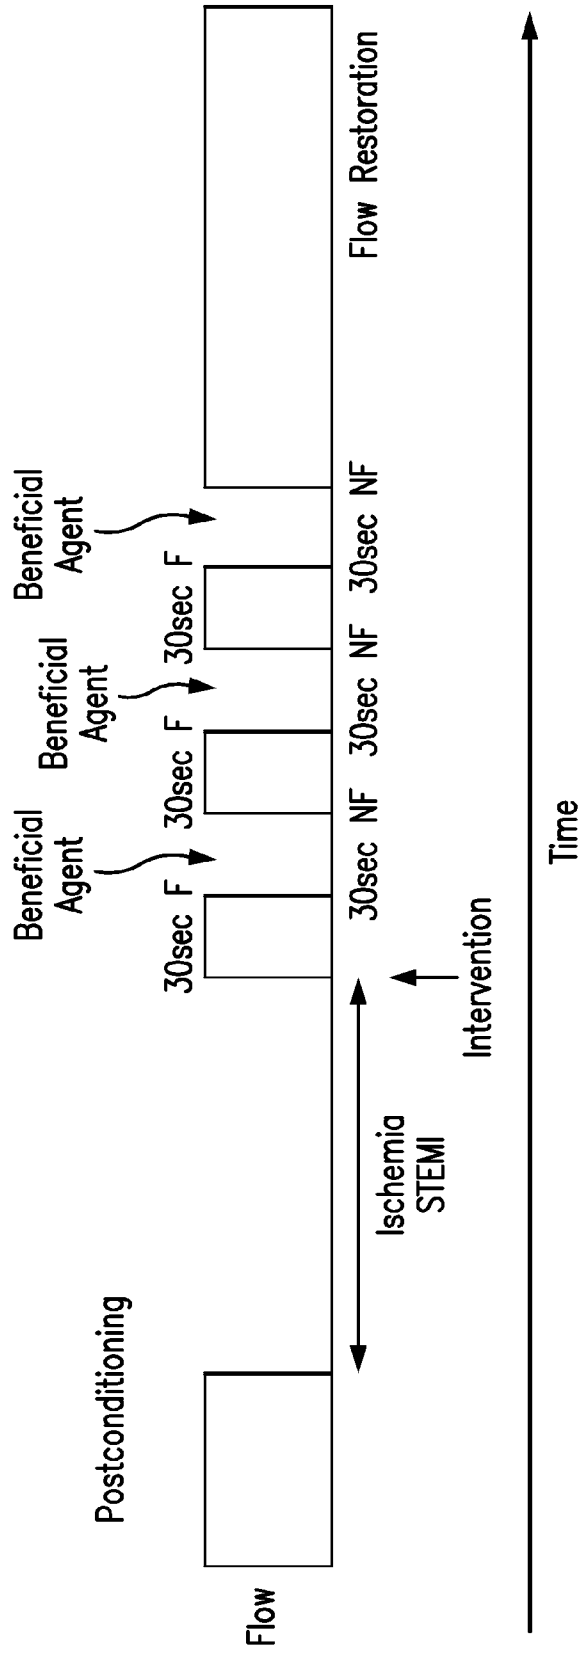 Postconditioning
Flow
Beneficial
Agent
Beneficial
Agent
Beneficial
Agent
30sec F
30sec F
30sec F
30sec NF
30sec NF
30sec NF
Flow Restoration
Ischemia
STEMI
Intervention
Time